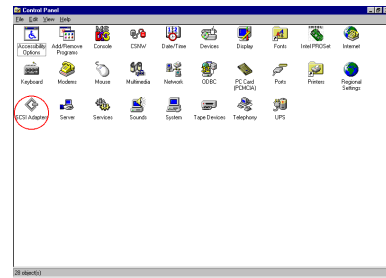 Control Panel
File Edit View Help
Accessibility Options
Add/Remove Programs
Console
CSNW
Date/Time
Devices
Display
Fonts
Intel PROSet
Internet
Keyboard
Modems
Mouse
Multimedia
Network
ODBC
PC Card (PCMCIA)
Ports
Printers
Regional Settings
SCSI Adapters
Server
Services
Sounds
System
Tape Devices
Telephony
UPS
28 object(s)